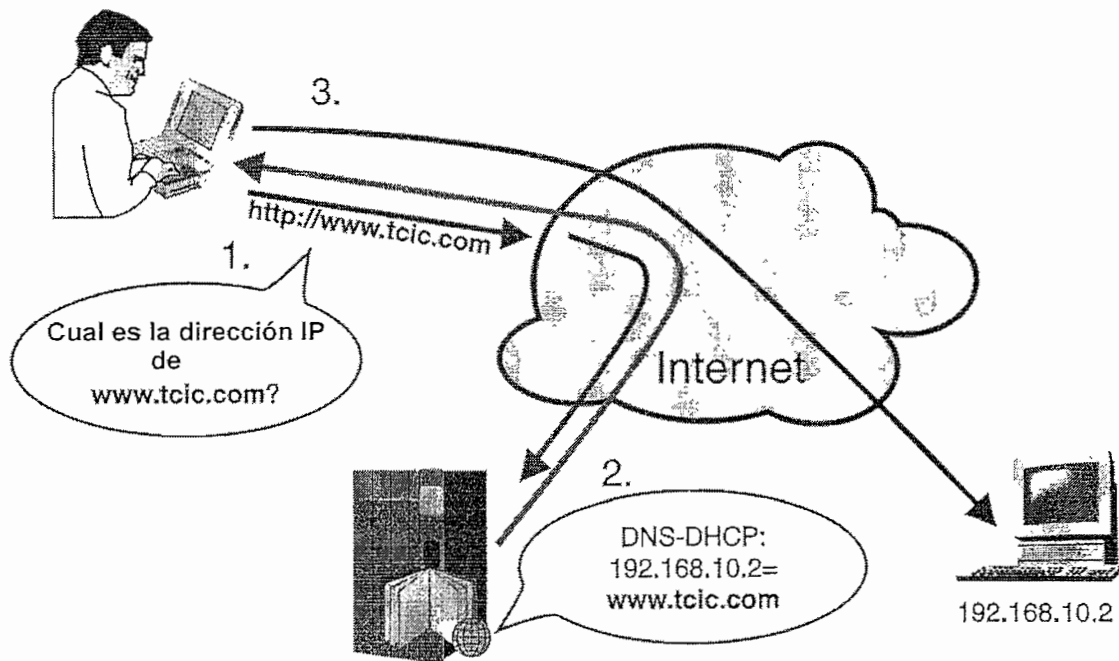 3.
http://www.tcic.com
1.
Cual es la dirección IP
de
www.tcic.com?
Internet
2.
DNS-DHCP:
192.168.10.2=
www.tcic.com
192.168.10.2